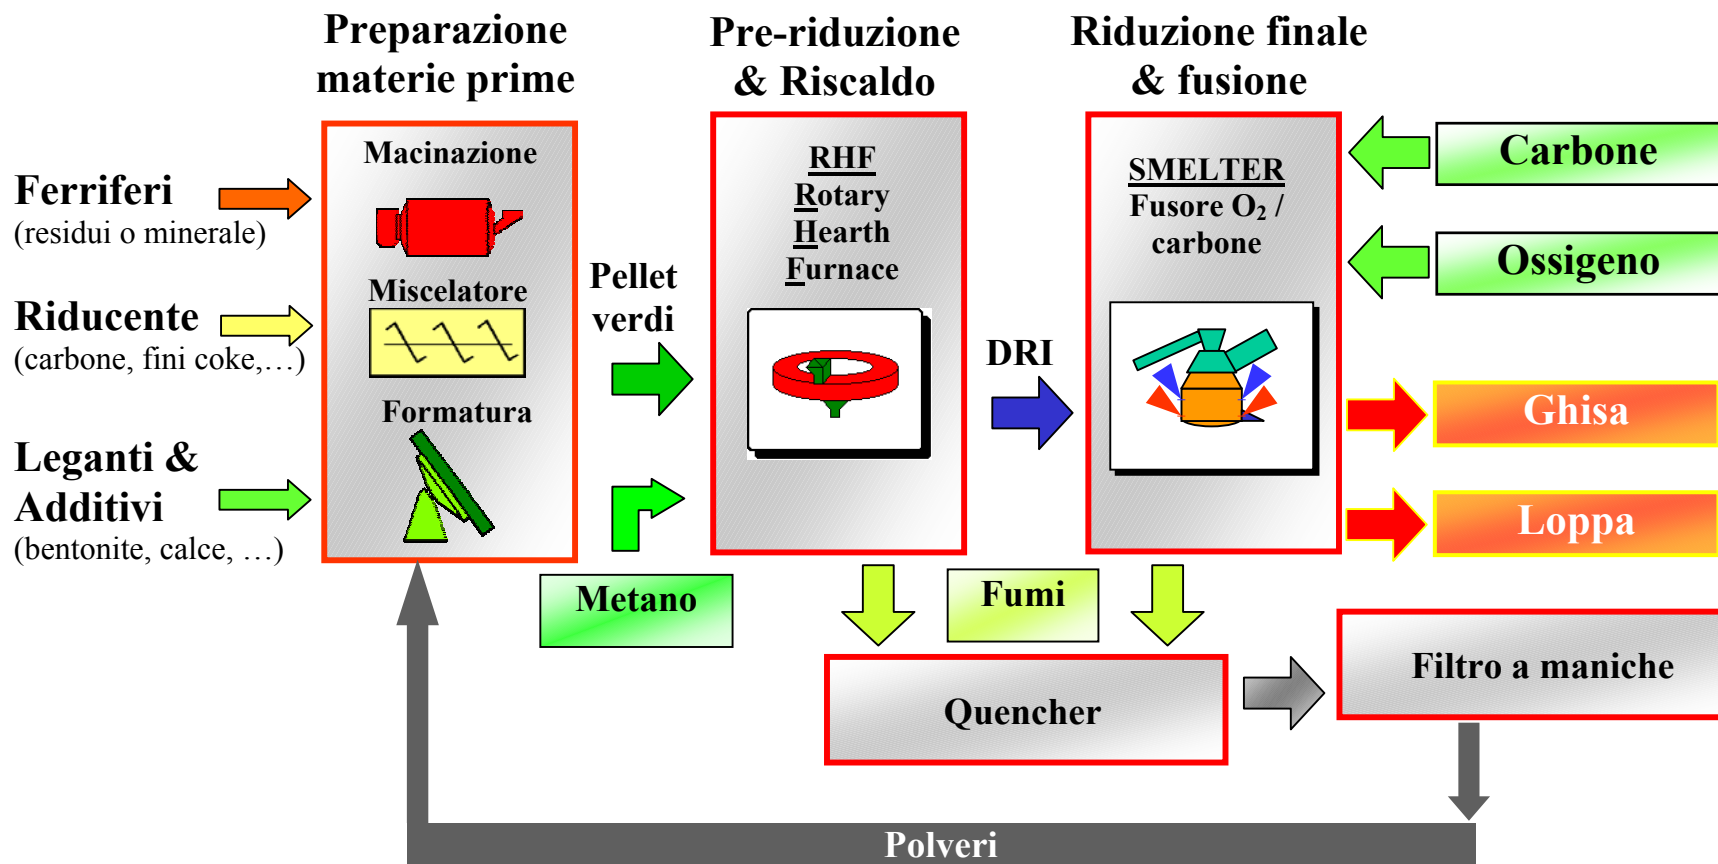 Preparazione
materie prime
Pre-riduzione
& Riscaldo
Riduzione finale
& fusione
Ferriferi
(residui o minerale)
Riducente
(carbone, fini coke,…)
Leganti &
Additivi
(bentonite, calce, …)
Macinazione
Miscelatore
Formatura
Pellet
verdi
Metano
RHF
Rotary
Hearth
Furnace
DRI
SMELTER
Fusore O₂ /
carbone
Carbone
Ossigeno
Ghisa
Loppa
Fumi
Quencher
Filtro a maniche
Polveri